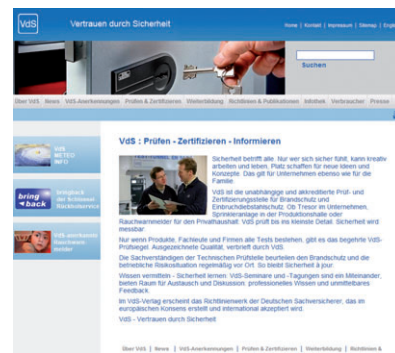 VdS
Vertrauen durch Sicherheit
Home | Kontakt | Impressum | Sitemap |
Suchen
Über VdS News VdS-Anerkennungen Prüfen & Zertifizieren Weiterbildung Richtlinien & Publikationen Infothek Verbraucher Presse
VdS
METEO
INFO
bring
back
bringback
der Schlüssel-
Rückholservice
VdS-anerkannte
Rauchwarn-
melder
VdS : Prüfen - Zertifizieren - Informieren
Sicherheit betrifft alle. Nur wer sich sicher fühlt, kann kreativ
arbeiten und leben, Platz schaffen für neue Ideen und
Konzepte. Das gilt für Unternehmen ebenso wie für die
Familie.
VdS ist die unabhängige und akkreditierte Prüf- und
Zertifizierungsstelle für Brandschutz und
Einbruchdiebstahlschutz. Ob Tresor im Unternehmen,
Sprinkleranlage in der Produktionshalle oder
Rauchwarnmelder für den Privathaushalt: VdS prüft bis ins kleinste Detail. Sicherheit wird
messbar.
Nur wenn Produkte, Fachleute und Firmen alle Tests bestehen, gibt es das begehrte VdS-
Prüfsiegel. Ausgezeichnete Qualität, verbrieft durch VdS.
Die Sachverständigen der Technischen Prüfstelle beurteilen den Brandschutz und die
betriebliche Risikosituation regelmäßig vor Ort. So bleibt Sicherheit à jour.
Wissen vermitteln - Sicherheit lernen: VdS-Seminare und -Tagungen sind ein Miteinander,
bieten Raum für Austausch und Diskussion, professionelles Wissen und unmittelbares
Feedback.
Im VdS-Verlag erscheint das Richtlinienwerk der Deutschen Sachversicherer, das im
europäischen Konsens erstellt und international akzeptiert wird.
VdS - Vertrauen durch Sicherheit
Über VdS | News | VdS-Anerkennungen | Prüfen & Zertifizieren | Weiterbildung | Richtlinien &